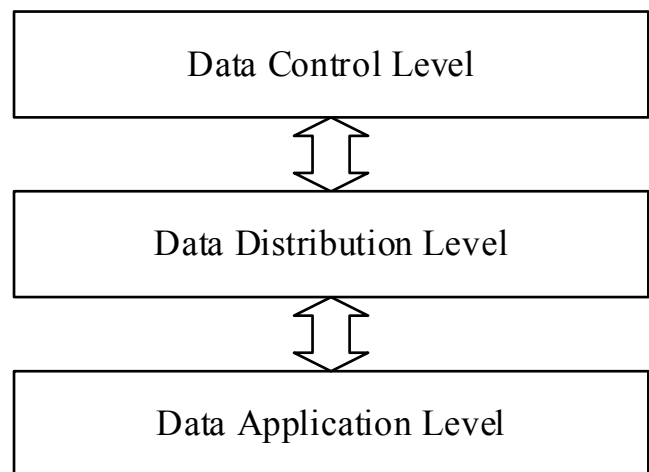 Data Control Level
Data Distribution Level
Data Application Level